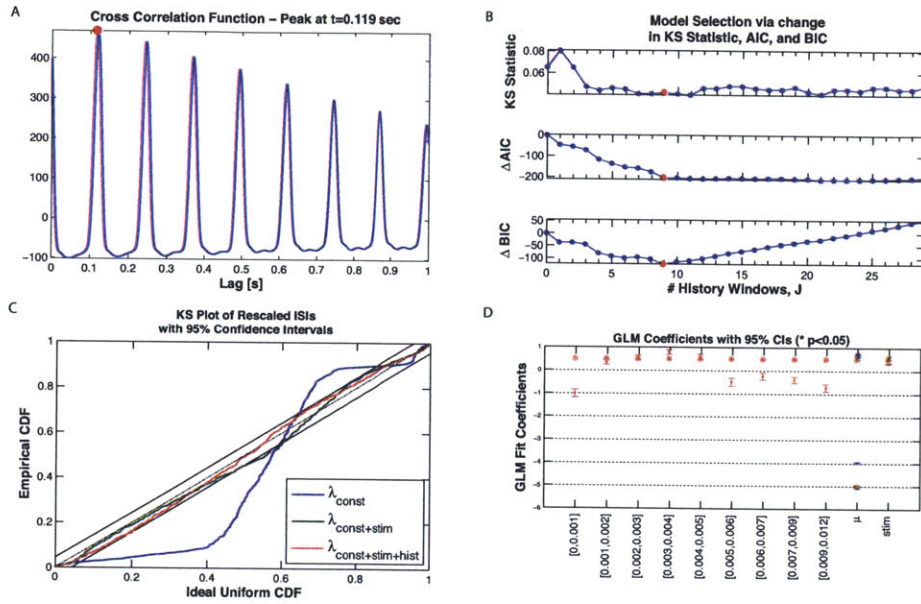 A
Cross Correlation Function – Peak at t=0.119 sec
400
300
200
100
0
−100
0
0.1
0.2
0.3
0.4
0.5
0.6
0.7
0.8
0.9
1
Lag [s]
B
Model Selection via change
in KS Statistic, AIC, and BIC
KS Statistic
0.08
0.06
Δ AIC
0
−100
−200
Δ BIC
50
0
−50
−100
0
5
10
15
20
25
# History Windows, J
C
KS Plot of Rescaled ISIs
with 95% Confidence Intervals
Empirical CDF
1
0.8
0.6
0.4
0.2
0
0
0.2
0.4
0.6
0.8
1
Ideal Uniform CDF
λconst
λconst+stim
λconst+stim+hist
D
GLM Coefficients with 95% CIs (* p<0.05)
GLM Fit Coefficients
1
0
−1
−2
−3
−4
−5
[0,0.001]
[0.001,0.002]
[0.002,0.003]
[0.003,0.004]
[0.004,0.005]
[0.005,0.006]
[0.006,0.007]
[0.007,0.009]
[0.009,0.012]
μ
stim